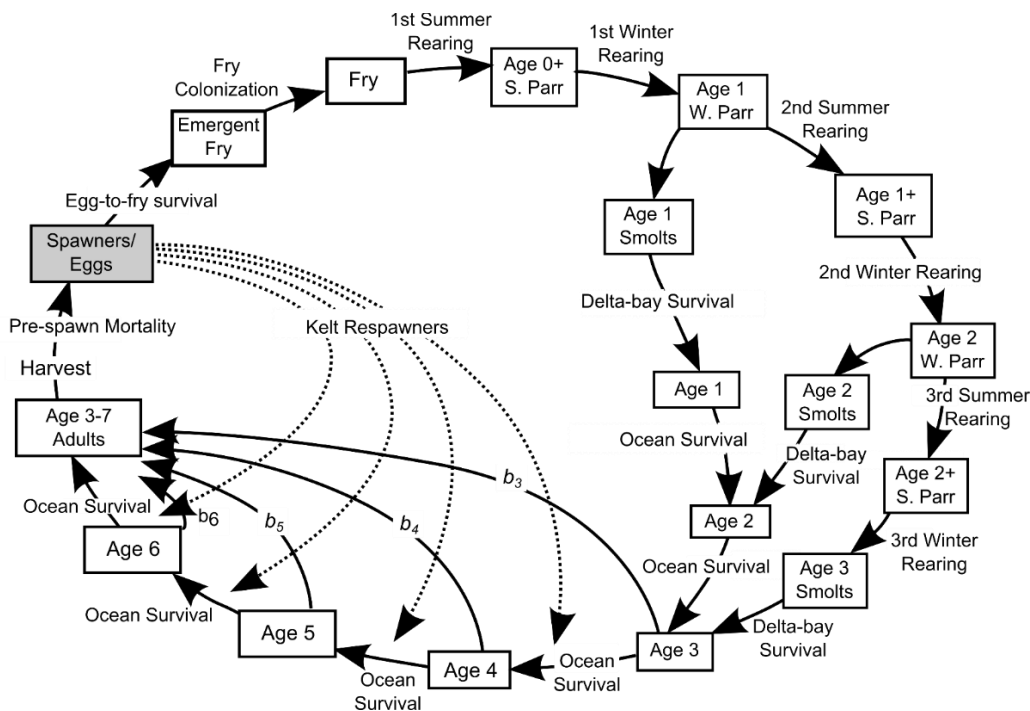 1st Summer
Rearing
1st Winter
Rearing
Fry
Colonization
Fry
Age 0+
S. Parr
Age 1
W. Parr
2nd Summer
Rearing
Emergent
Fry
Egg-to-fry survival
Age 1
Smolts
Age 1+
S. Parr
Spawners/
Eggs
2nd Winter Rearing
Delta-bay Survival
Pre-spawn Mortality
Kelt Respawners
Harvest
Age 2
W. Parr
Age 1
Age 2
Smolts
3rd Summer
Rearing
Age 3-7
Adults
Ocean Survival
Delta-bay
Survival
b3
Age 2+
S. Parr
Ocean Survival
b6
b5
b4
Age 2
Age 6
3rd Winter
Rearing
Ocean Survival
Age 3
Smolts
Ocean Survival
Age 5
Delta-bay
Survival
Age 3
Age 4
Ocean
Survival
Ocean
Survival